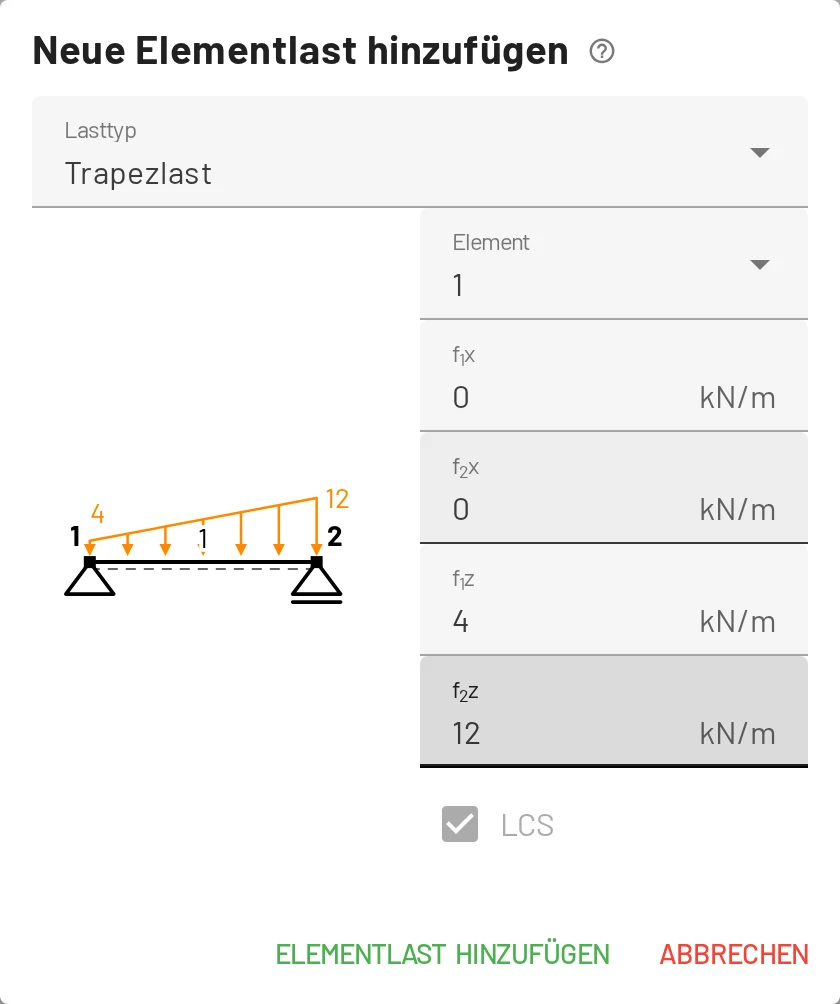 Neue Elementlast hinzufügen ?
Lasttyp
Trapezlast
Element
1
f₁x
0 kN/m
f₂x
0 kN/m
f₁z
4 kN/m
f₂z
12 kN/m
4 12
1 1 2
LCS
ELEMENTLAST HINZUFÜGEN ABBRECHEN